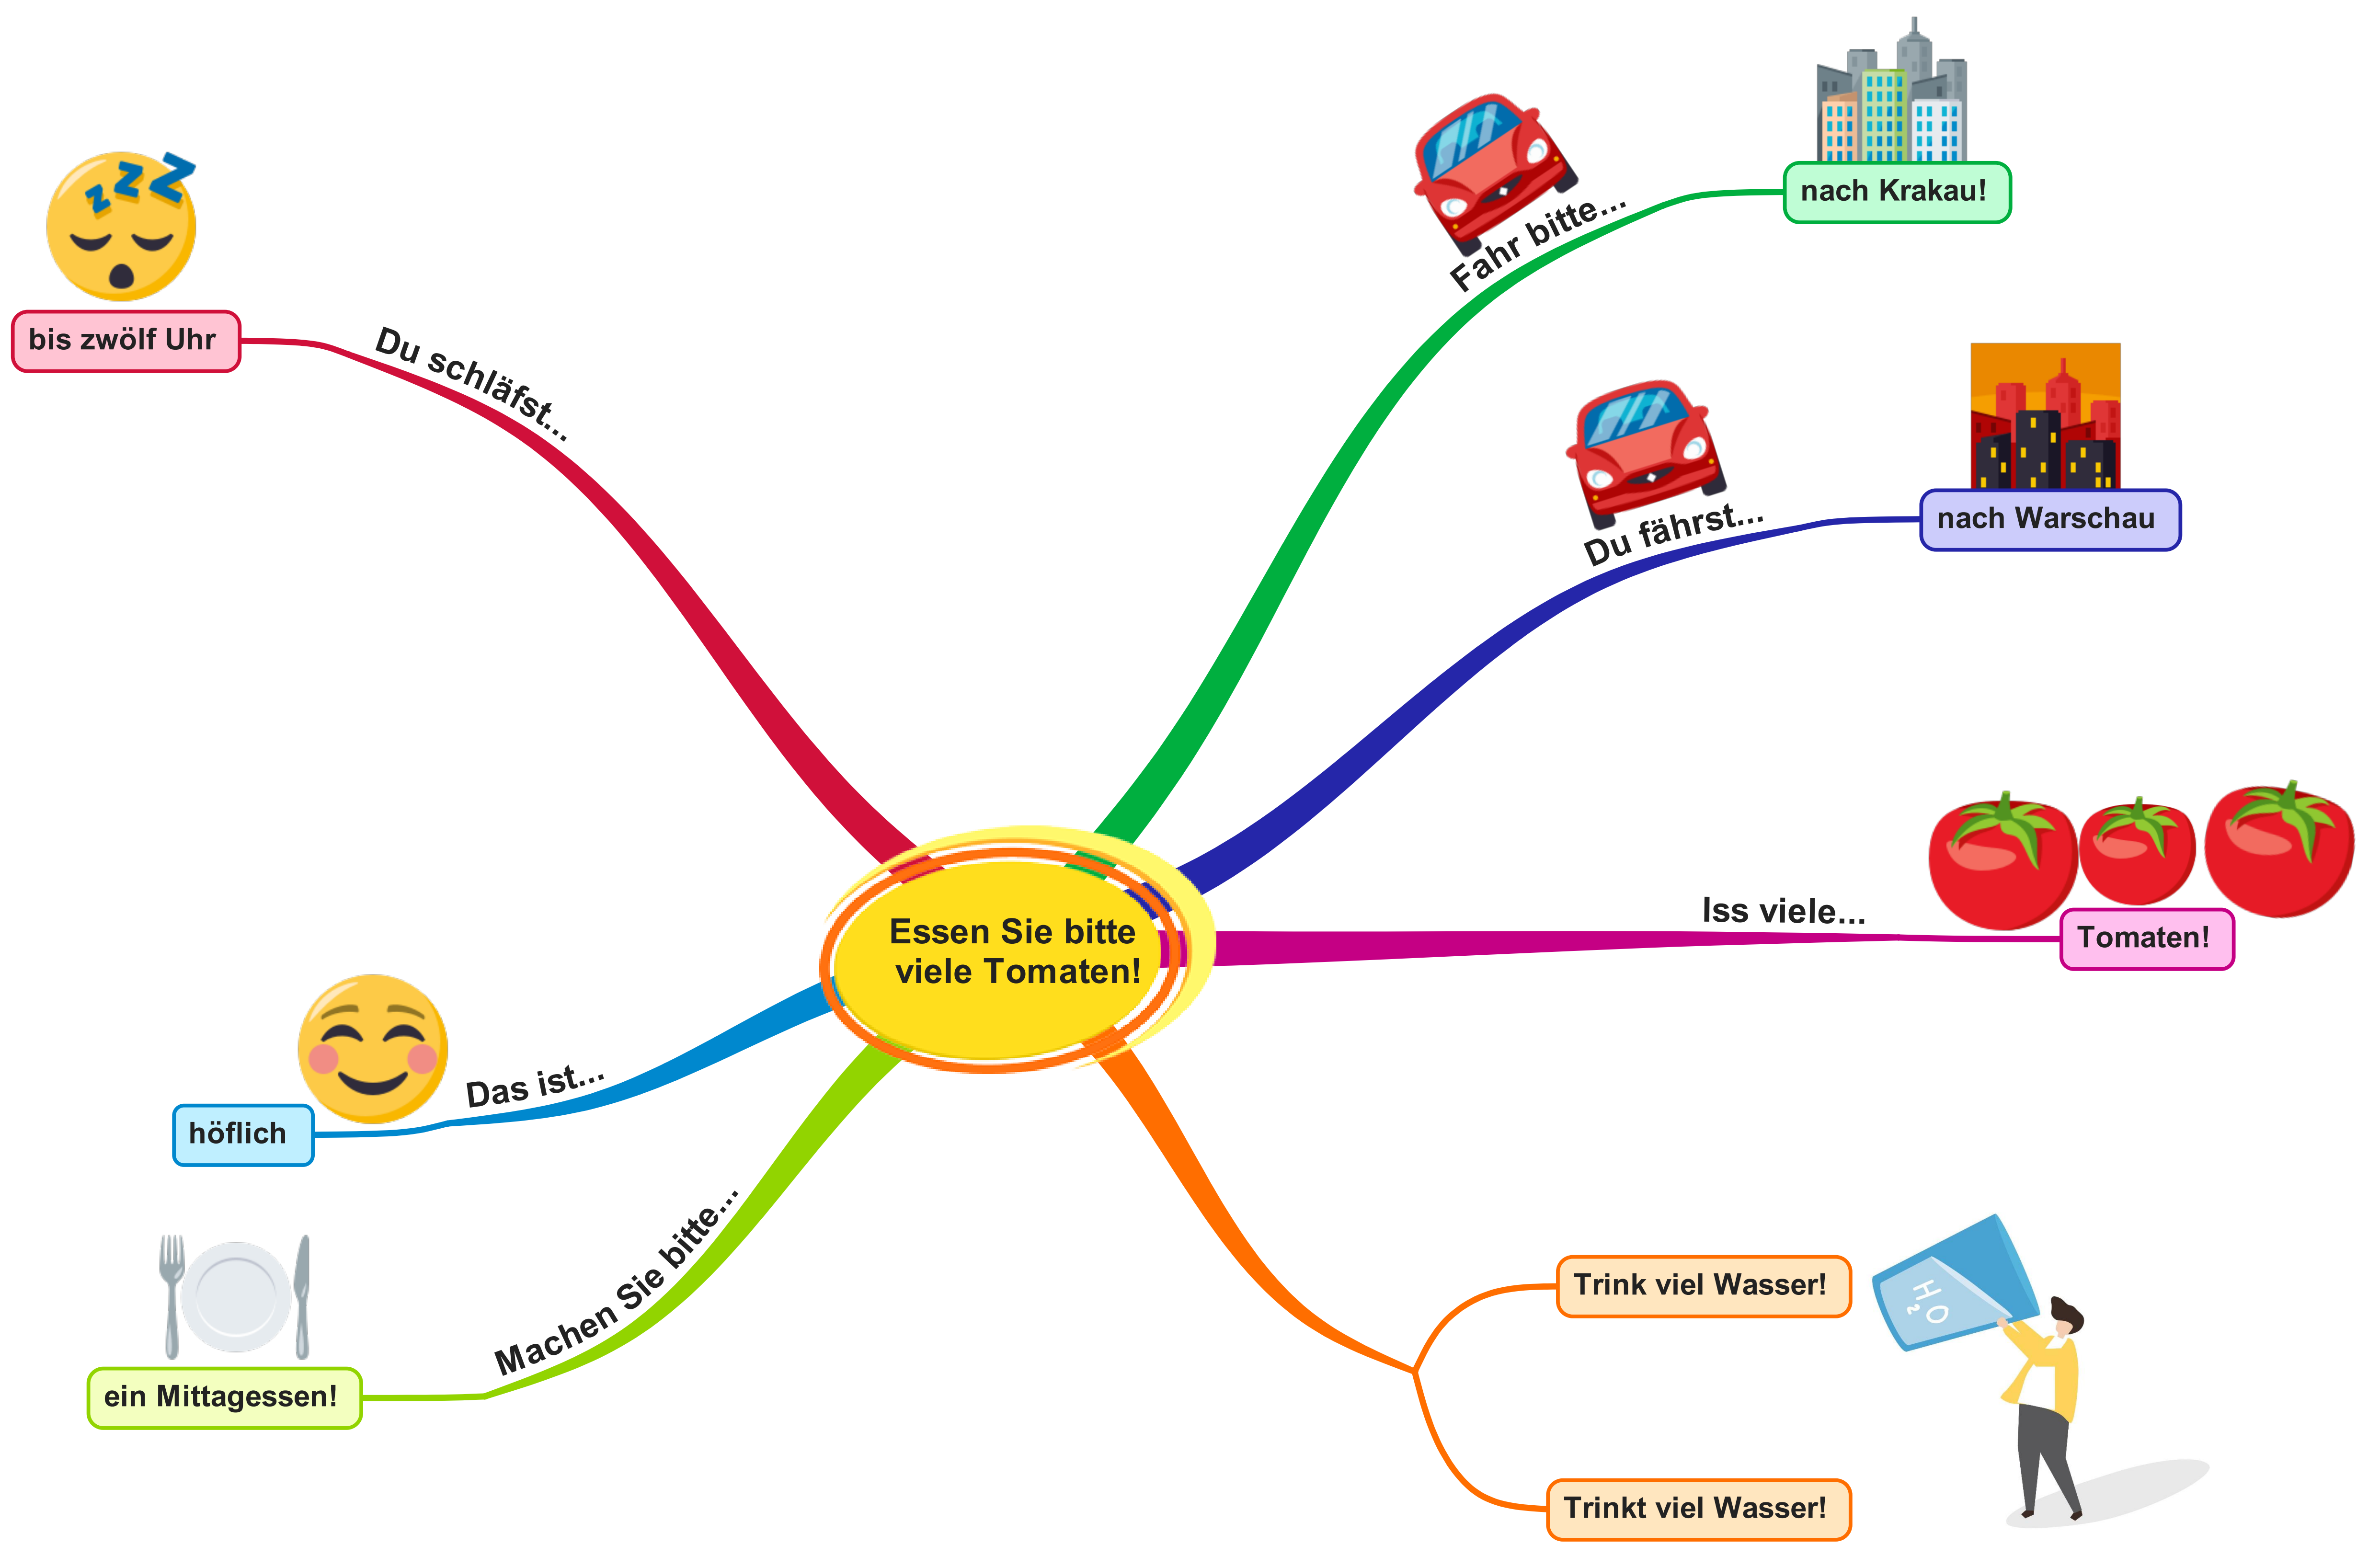 Essen Sie bitte
viele Tomaten!
Fahr bitte...
nach Krakau!
Du fährst...
nach Warschau
Iss viele...
Tomaten!
Trink viel Wasser!
Trinkt viel Wasser!
H2O
Machen Sie bitte...
ein Mittagessen!
Das ist...
höflich
Du schläfst...
bis zwölf Uhr
zzz